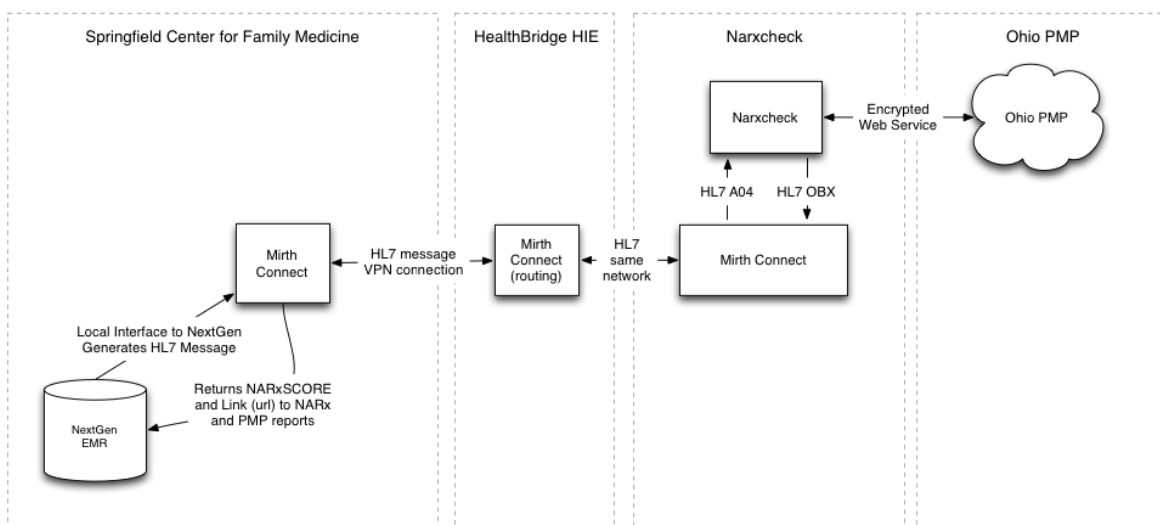 Springfield Center for Family Medicine
HealthBridge HIE
Narxcheck
Ohio PMP
Narxcheck
Encrypted
Web Service
Ohio PMP
HL7 A04
HL7 OBX
Mirth
Connect
HL7 message
VPN connection
Mirth
Connect
(routing)
HL7
same
network
Mirth Connect
Local Interface to NextGen
Generates HL7 Message
Returns NARxSCORE
and Link (url) to NARx
and PMP reports
NextGen
EMR